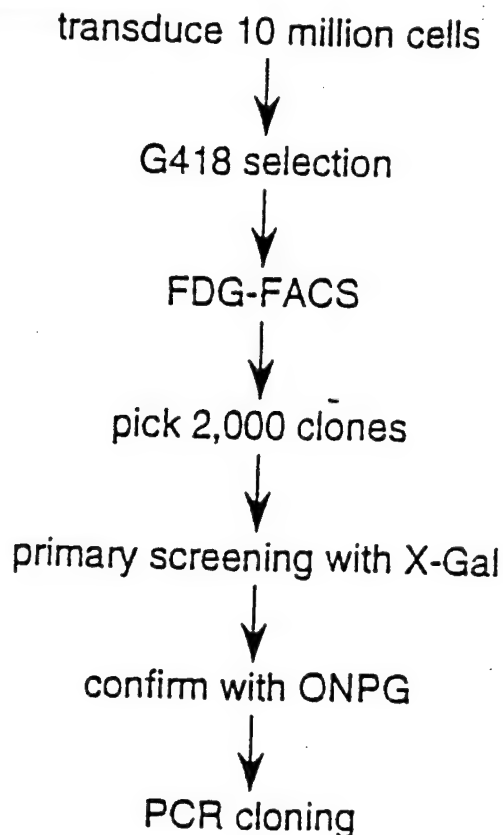 transduce 10 million cells
G418 selection
FDG-FACS
pick 2,000 clones
primary screening with X-Gal
confirm with ONPG
PCR cloning